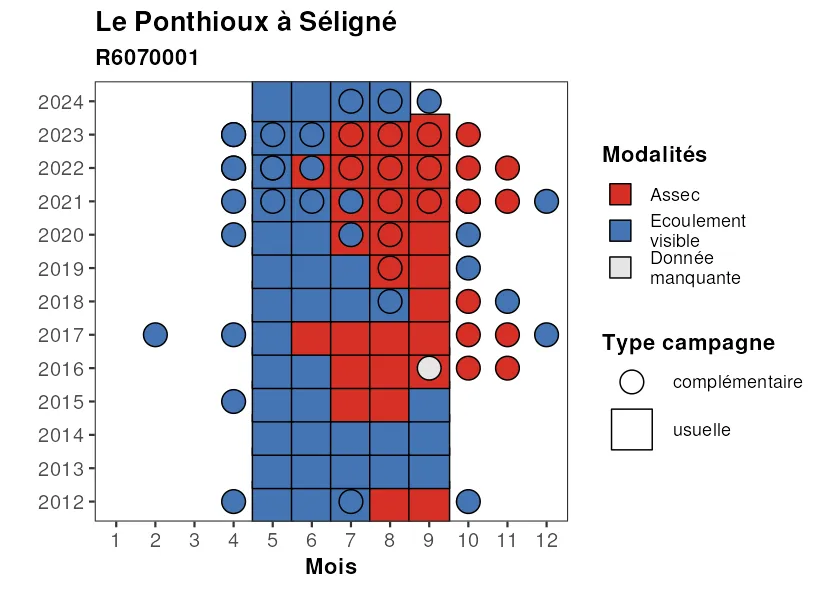 Le Ponthioux à Séligné
R6070001
2024
2023
2022
2021
2020
2019
2018
2017
2016
2015
2014
2013
2012
1 2 3 4 5 6 7 8 9 10 11 12
Mois
Modalités
Assec
Ecoulement
visible
Donnée
manquante
Type campagne
complémentaire
usuelle